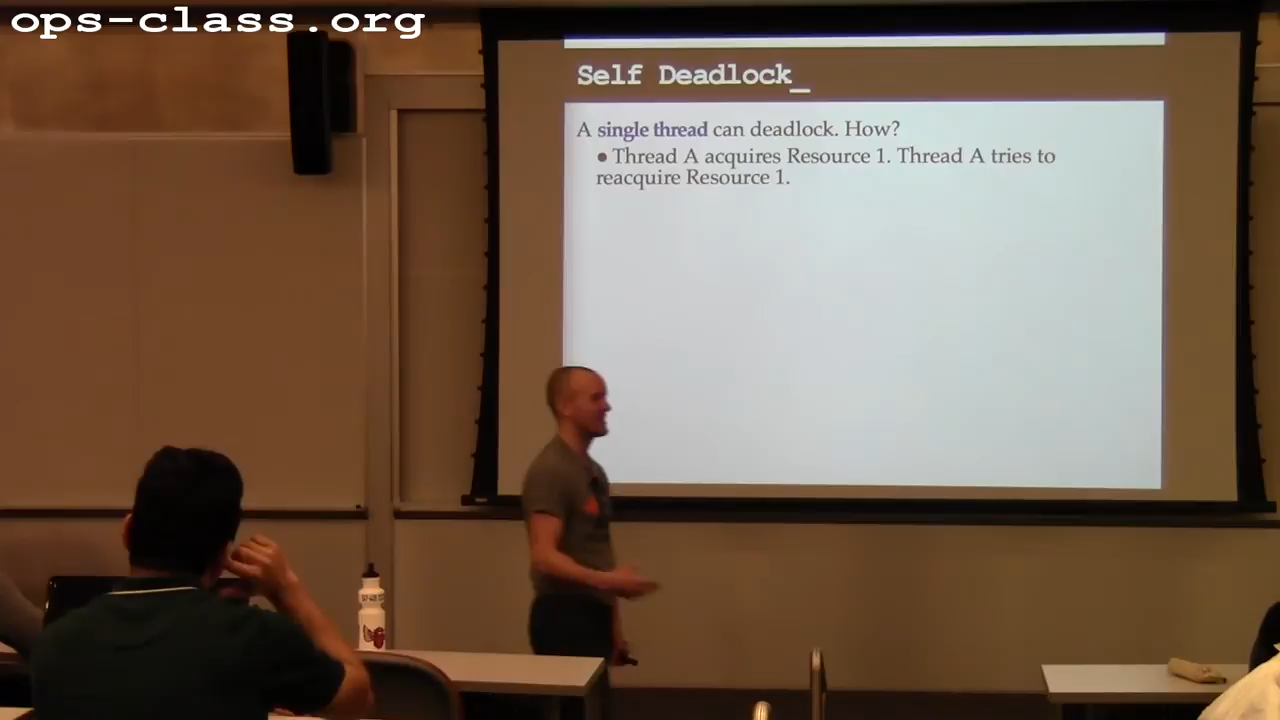 ops-class.org
Self Deadlock_
A single thread can deadlock. How?
● Thread A acquires Resource 1. Thread A tries to
reacquire Resource 1.